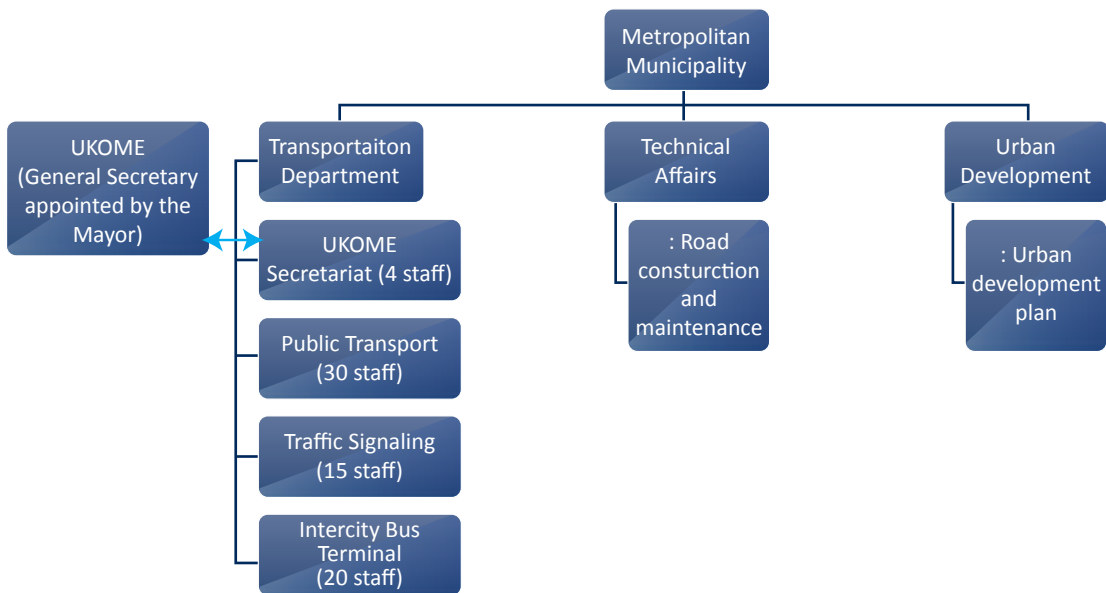 Metropolitan
Municipality
UKOME
(General Secretary
appointed by the
Mayor)
Transportaiton
Department
Technical
Affairs
Urban
Development
UKOME
Secretariat (4 staff)
: Road
consturction
and
maintenance
: Urban
development
plan
Public Transport
(30 staff)
Traffic Signaling
(15 staff)
Intercity Bus
Terminal
(20 staff)